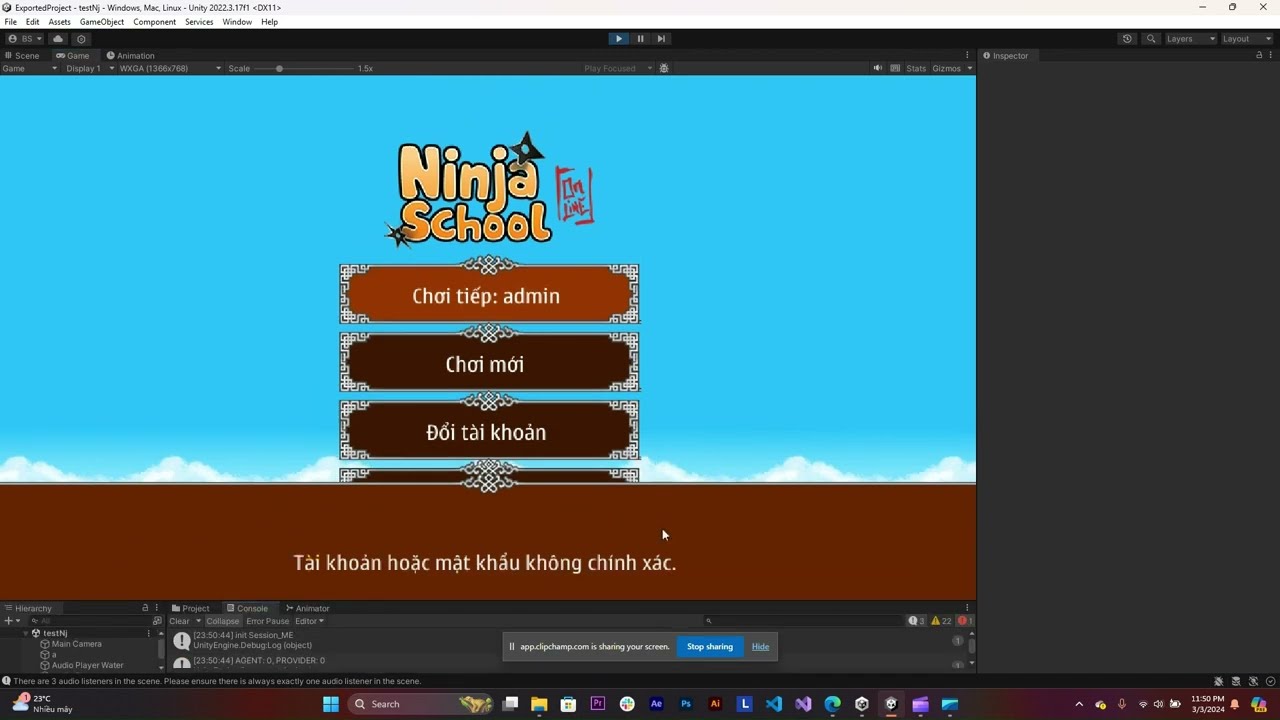 ExportedProject - testNj - Windows, Mac, Linux - Unity 2022.3.17f1 <DX11>
File Edit Assets GameObject Component Services Window Help
BS Layers Layout
Scene Game Animation Inspector
Game Display 1 WXGA (1366x768) Scale 1.5x Play Focused Stats Gizmos
Ninja
School
On
Line
Chơi tiếp: admin
Chơi mới
Đổi tài khoản
Tài khoản hoặc mật khẩu không chính xác.
Hierarchy Project Console Animator
All Clear Collapse Error Pause Editor 3 22 1
testNj
Main Camera
a
Audio Player Water
[23:50:44] init Session_ME
UnityEngine.Debug:Log (object)
1
[23:50:44] AGENT: 0, PROVIDER: 0
app.clipchamp.com is sharing your screen. Stop sharing Hide
There are 3 audio listeners in the scene. Please ensure there is always exactly one audio listener in the scene.
23°C
Nhiều mây
Search
11:50 PM
3/3/2024